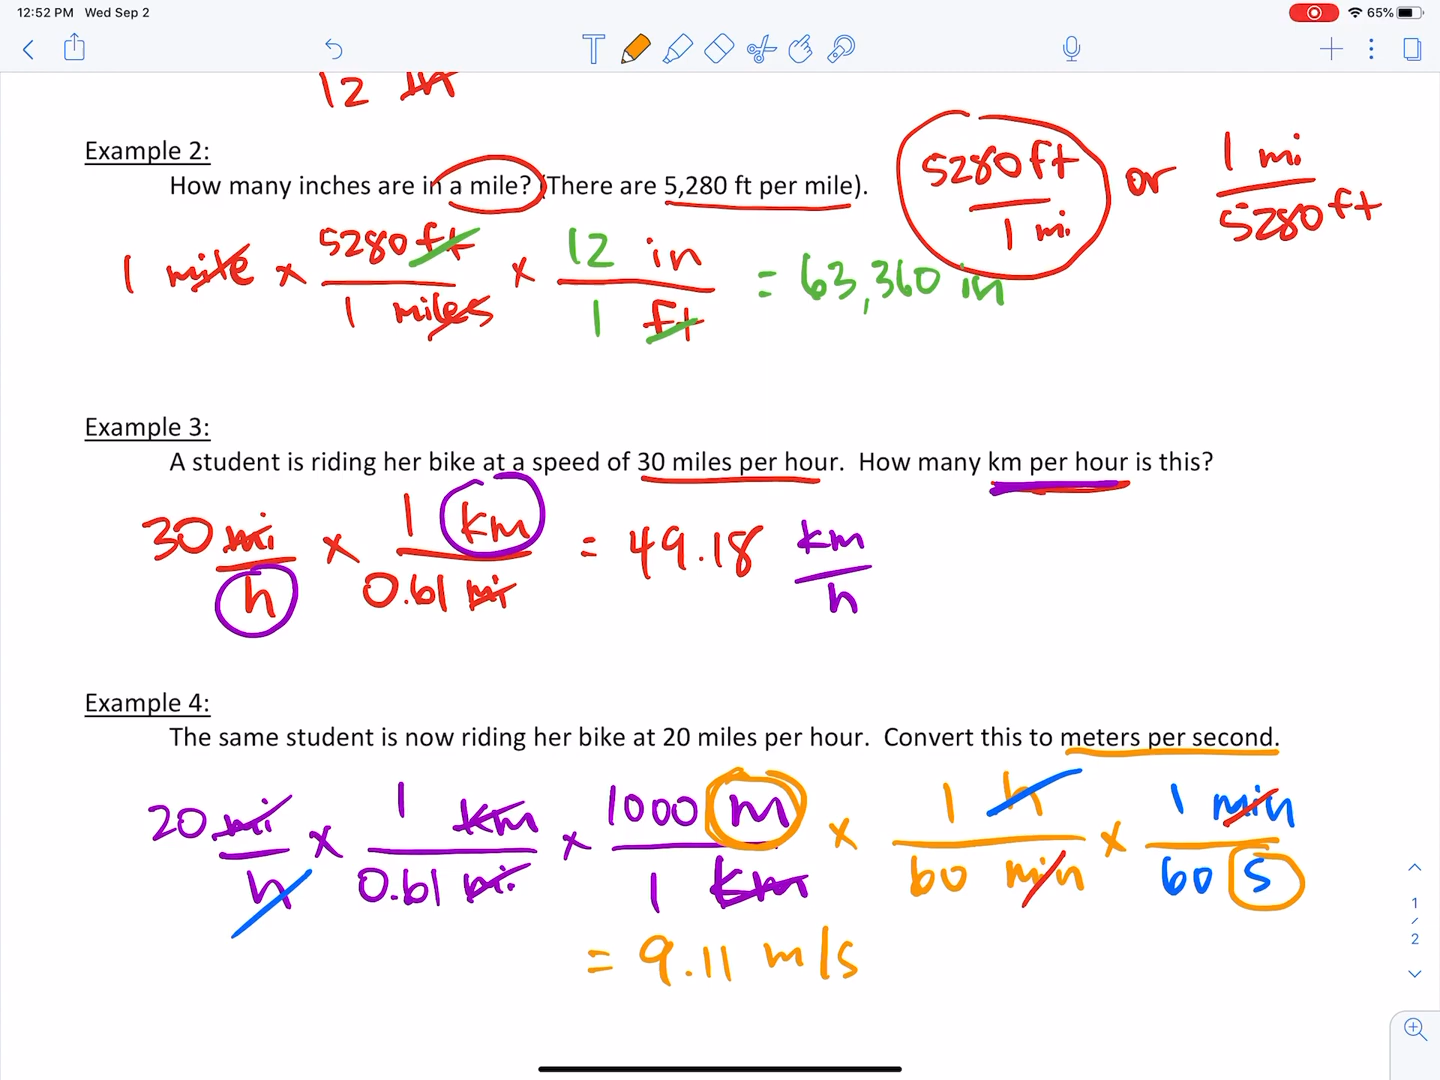 12:52 PM Wed Sep 2
65%
T
12 in
Example 2:
How many inches are in a mile? (There are 5,280 ft per mile).
5280 ft / 1 mi. or 1 mi / 5280 ft
1 mile x 5280 ft / 1 miles x 12 in / 1 ft = 63,360 in
Example 3:
A student is riding her bike at a speed of 30 miles per hour. How many km per hour is this?
30 mi / h x 1 km / 0.61 mi = 49.18 km / h
Example 4:
The same student is now riding her bike at 20 miles per hour. Convert this to meters per second.
20 mi / h x 1 km / 0.61 mi. x 1000 m / 1 km x 1 h / 60 min x 1 min / 60 s
= 9.11 m/s
1
/
2